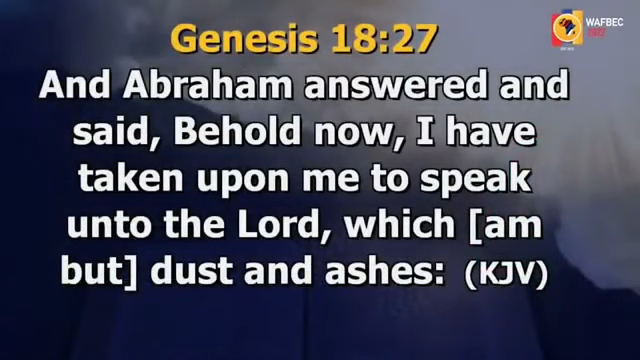 WAFBEC
2022
Genesis 18:27
And Abraham answered and
said, Behold now, I have
taken upon me to speak
unto the Lord, which [am
but] dust and ashes: (KJV)